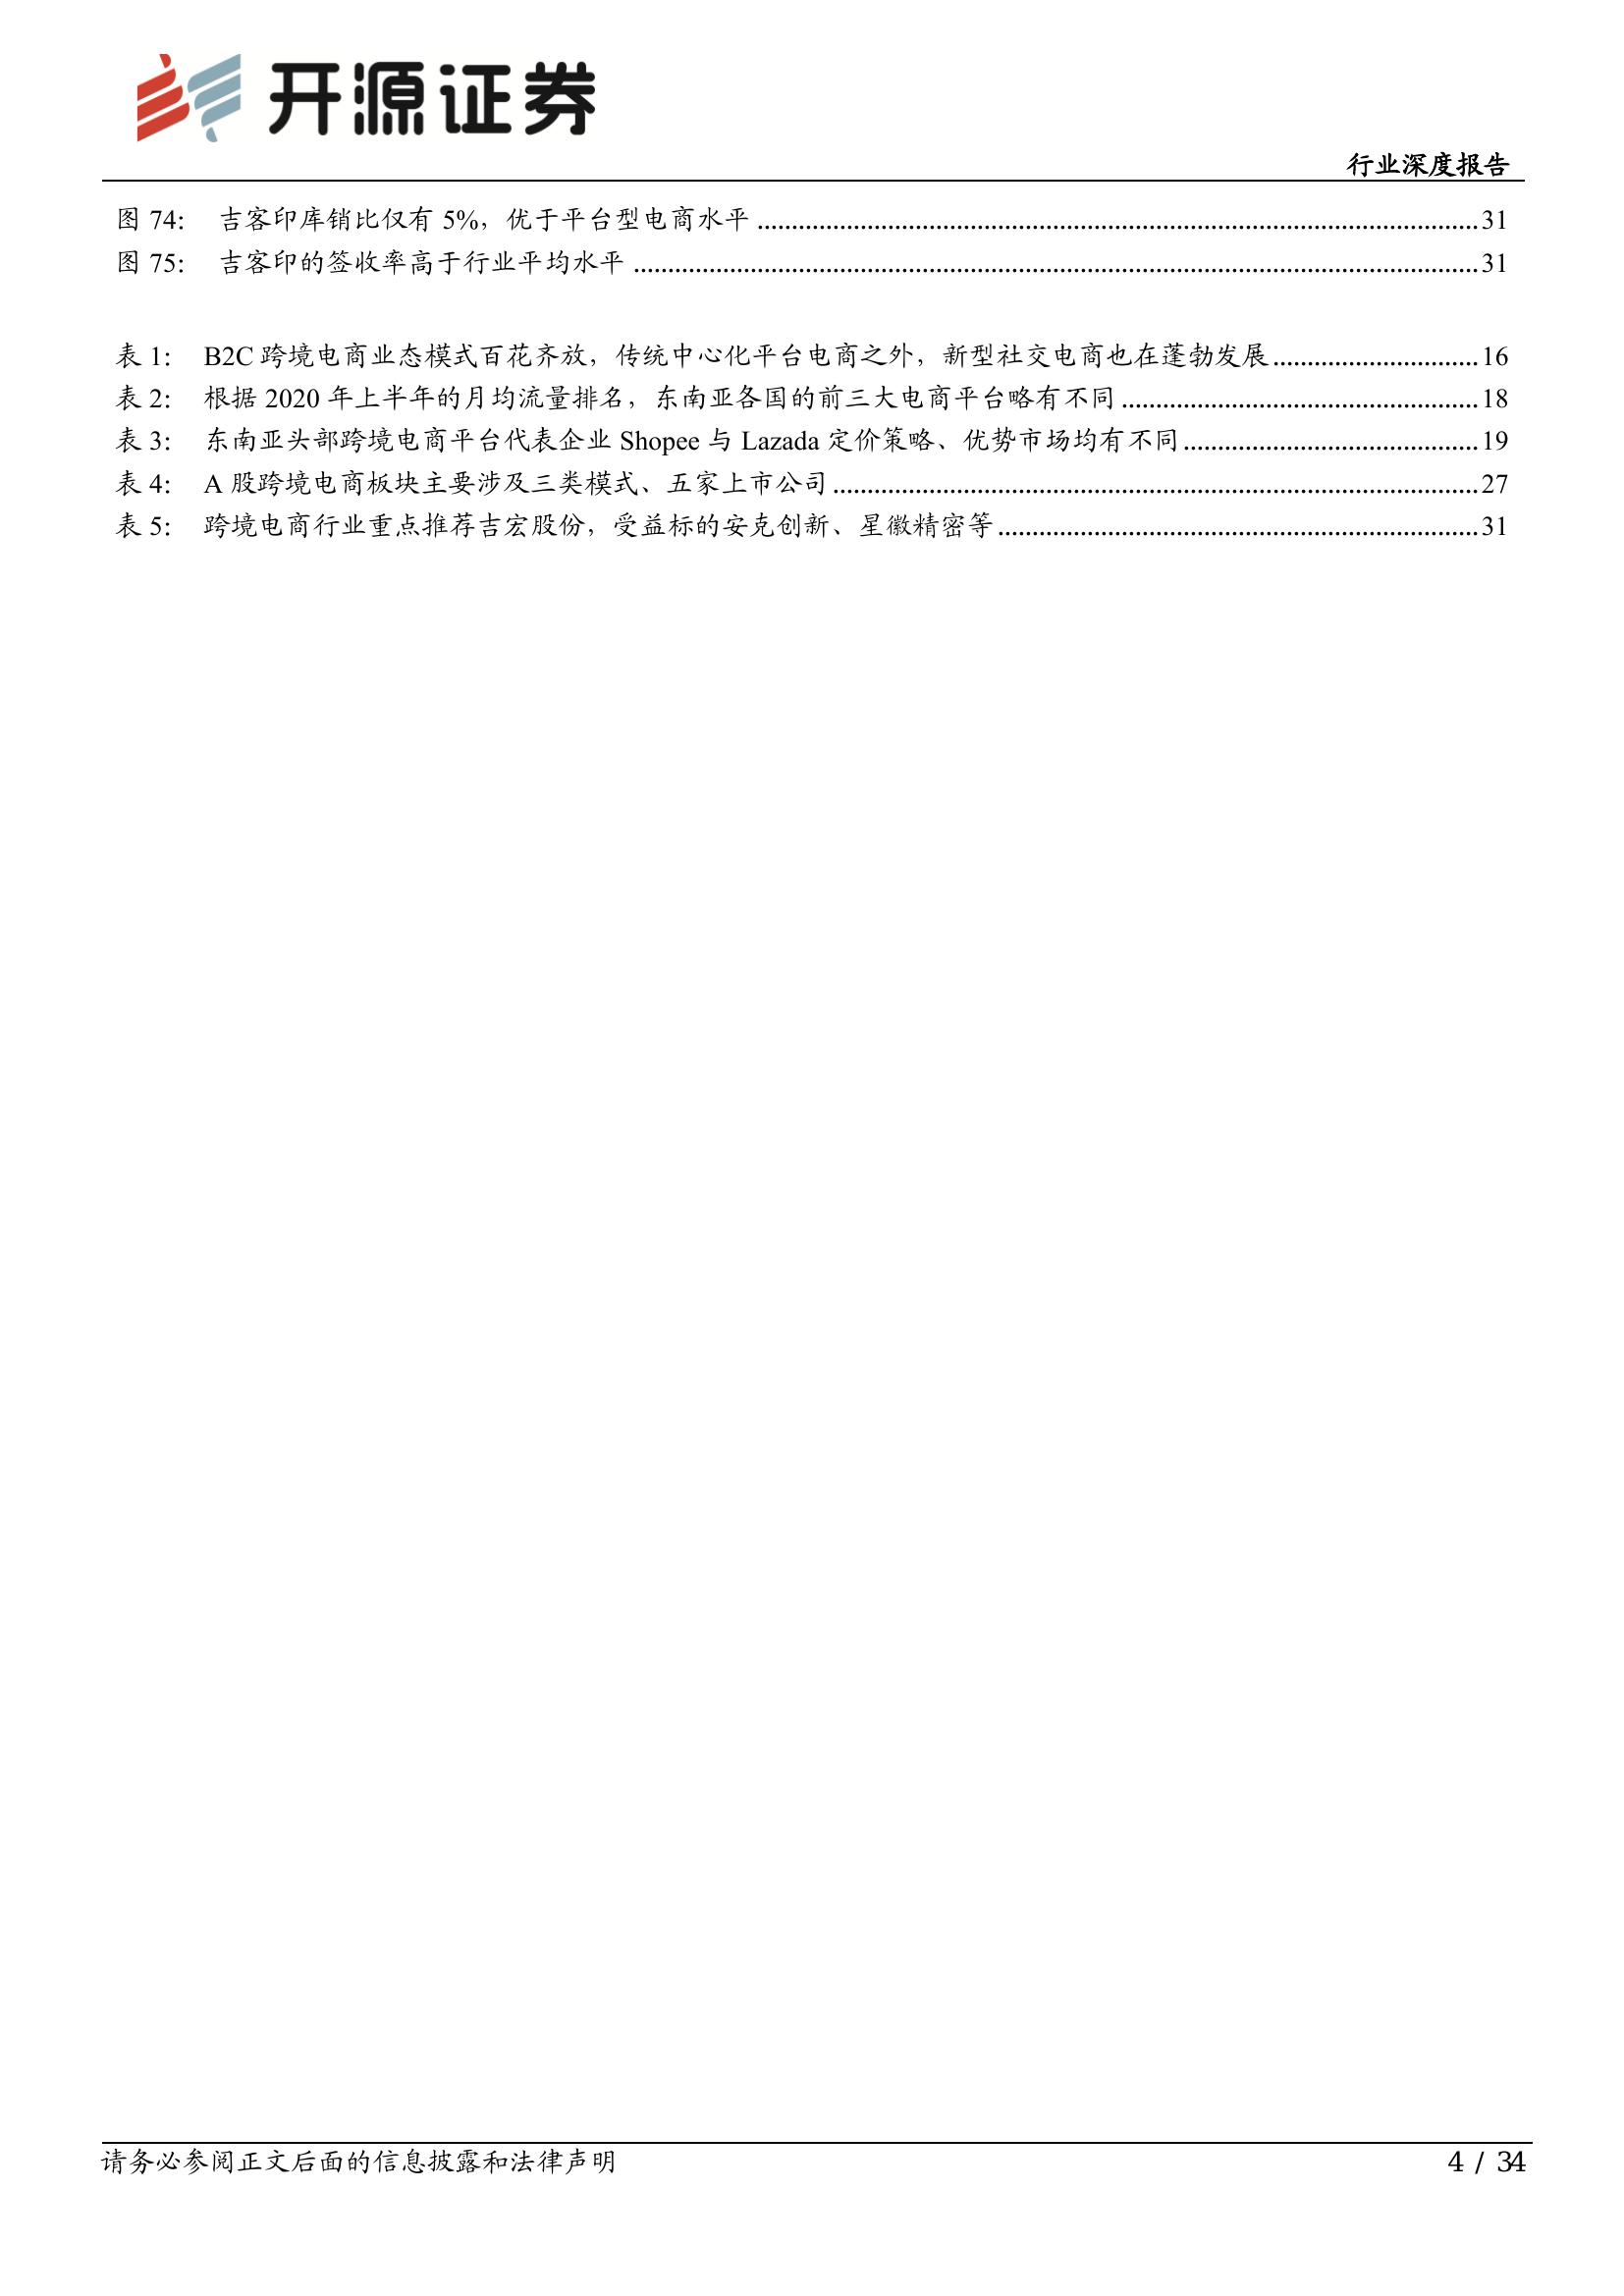 开源证券
行业深度报告
图 74： 吉客印库销比仅有 5%，优于平台型电商水平 ........ 31
图 75： 吉客印的签收率高于行业平均水平 ........ 31
表 1： B2C 跨境电商业态模式百花齐放，传统中心化平台电商之外，新型社交电商也在蓬勃发展 ........ 16
表 2： 根据 2020 年上半年的月均流量排名，东南亚各国的前三大电商平台略有不同 ........ 18
表 3： 东南亚头部跨境电商平台代表企业 Shopee 与 Lazada 定价策略、优势市场均有不同 ........ 19
表 4： A 股跨境电商板块主要涉及三类模式、五家上市公司 ........ 27
表 5： 跨境电商行业重点推荐吉宏股份，受益标的安克创新、星徽精密等 ........ 31
请务必参阅正文后面的信息披露和法律声明
4 / 34